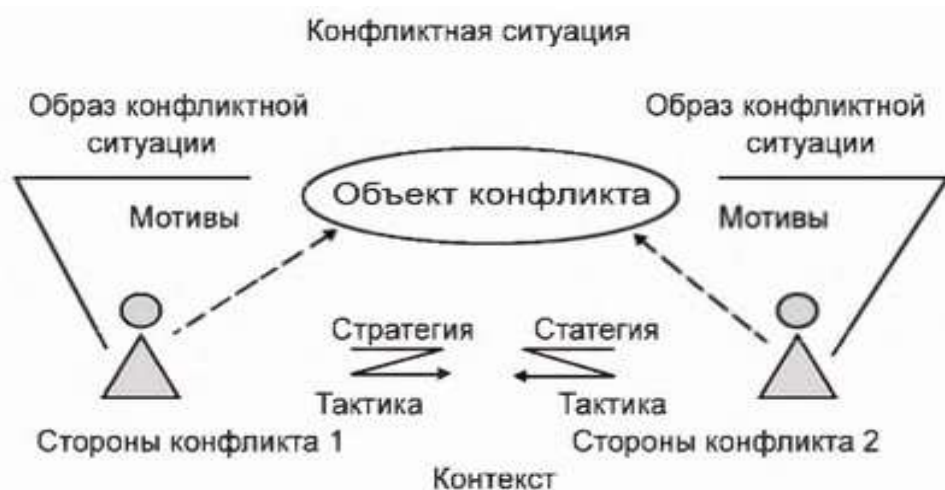 Конфликтная ситуация
Образ конфликтной
ситуации
Образ конфликтной
ситуации
Объект конфликта
Мотивы
Мотивы
Стратегия
Статегия
Тактика
Тактика
Стороны конфликта 1
Стороны конфликта 2
Контекст